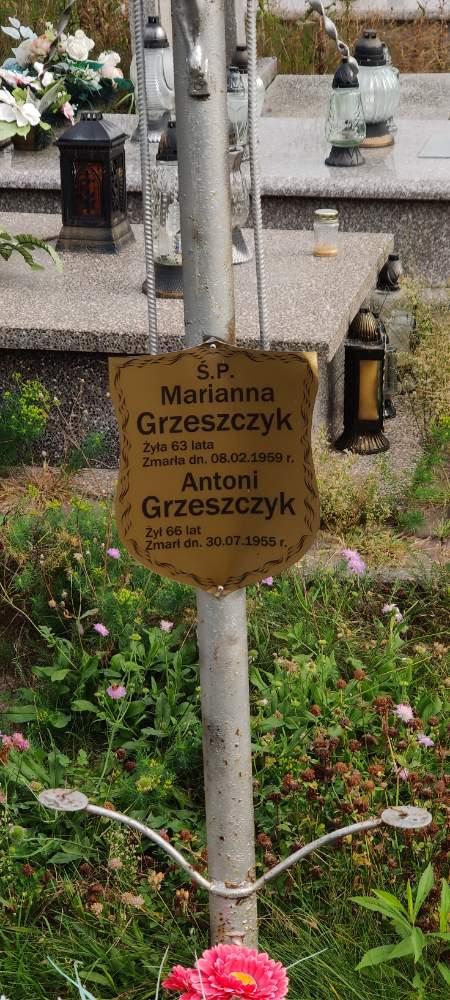 Ś.P.
Marianna
Grzeszczyk
Żyła 63 lata
Zmarła dn. 08.02.1959 r.
Antoni
Grzeszczyk
Żył 66 lat
Zmarł dn. 30.07.1955 r.